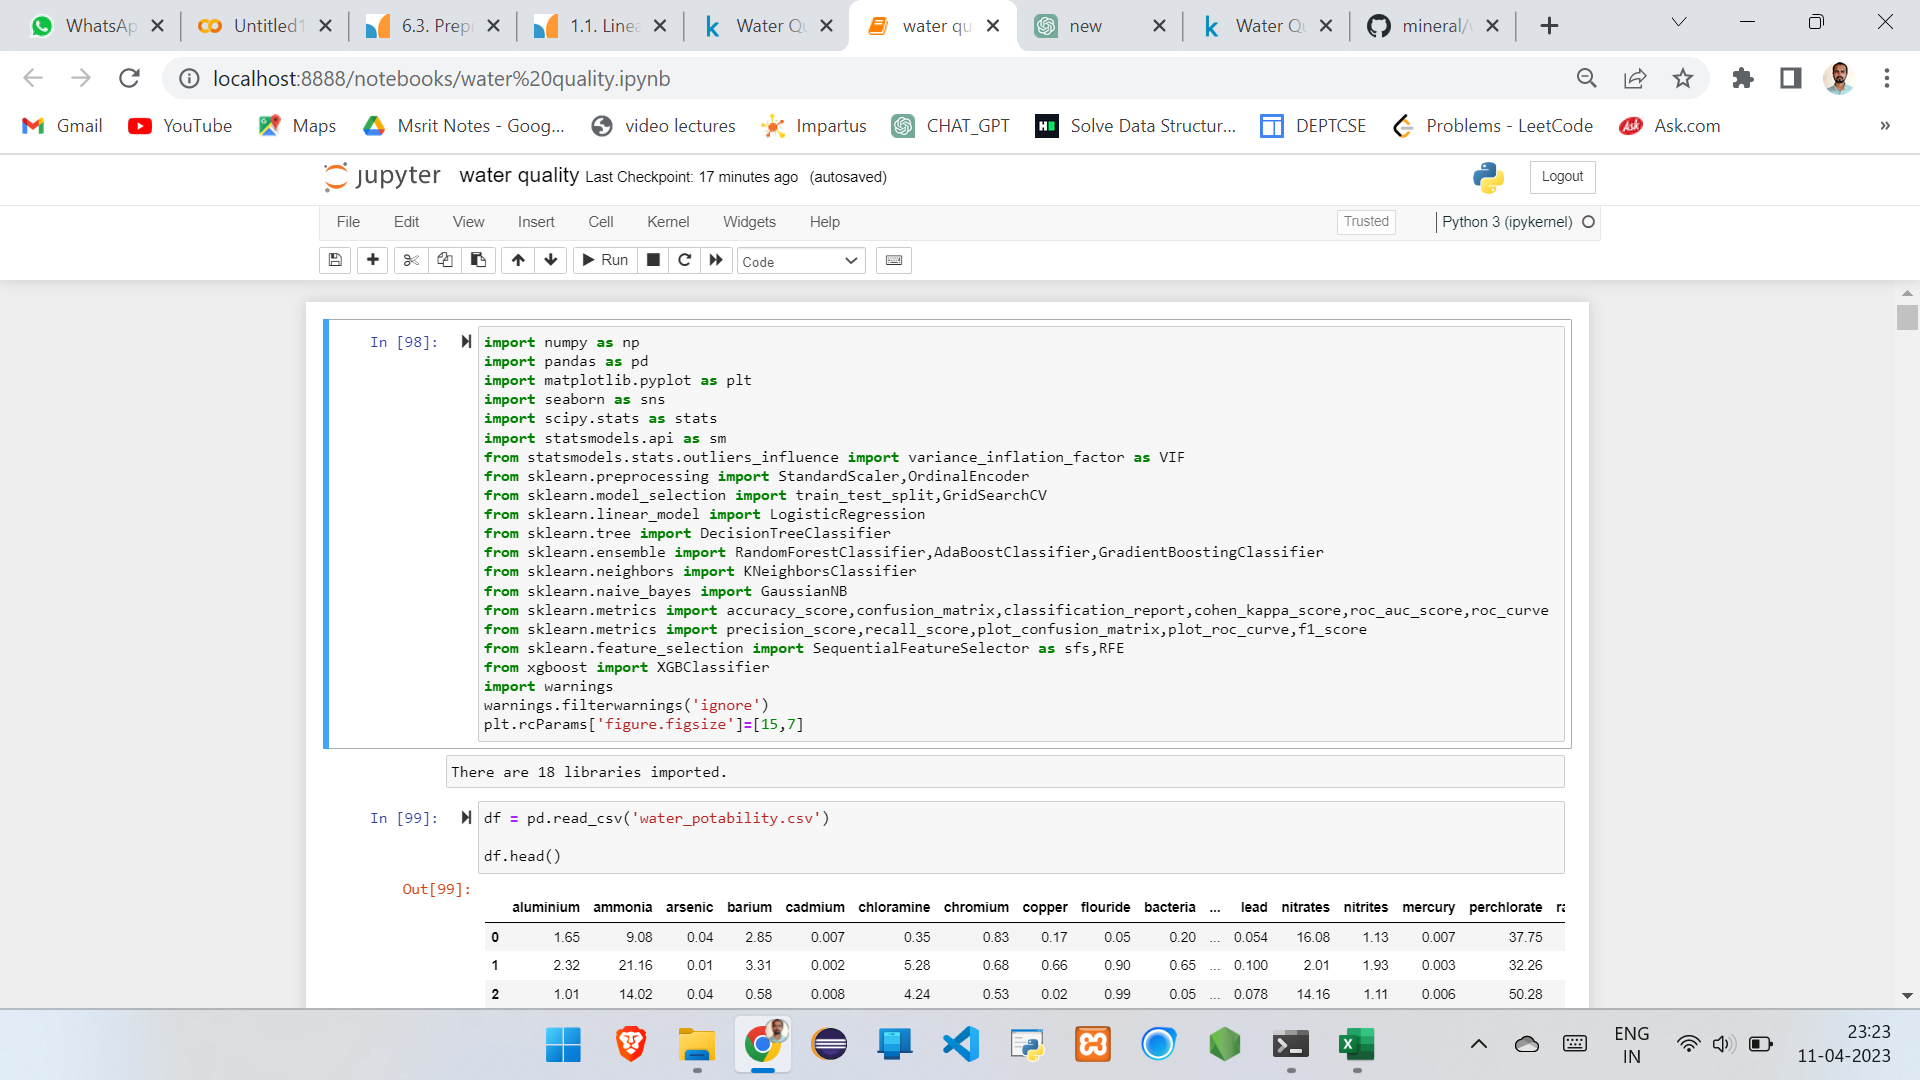 WhatsAp
Untitled1
6.3. Prepr
1.1. Linea
Water Qu
water qu
new
Water Qu
mineral/w
localhost:8888/notebooks/water%20quality.ipynb
Gmail
YouTube
Maps
Msrit Notes - Goog...
video lectures
Impartus
CHAT_GPT
H
Solve Data Structur...
DEPTCSE
Problems - LeetCode
Ask
Ask.com
»
jupyter
water quality Last Checkpoint: 17 minutes ago (autosaved)
Logout
File
Edit
View
Insert
Cell
Kernel
Widgets
Help
Trusted
Python 3 (ipykernel)
Run
Code
In [98]:
import numpy as np
import pandas as pd
import matplotlib.pyplot as plt
import seaborn as sns
import scipy.stats as stats
import statsmodels.api as sm
from statsmodels.stats.outliers_influence import variance_inflation_factor as VIF
from sklearn.preprocessing import StandardScaler,OrdinalEncoder
from sklearn.model_selection import train_test_split,GridSearchCV
from sklearn.linear_model import LogisticRegression
from sklearn.tree import DecisionTreeClassifier
from sklearn.ensemble import RandomForestClassifier,AdaBoostClassifier,GradientBoostingClassifier
from sklearn.neighbors import KNeighborsClassifier
from sklearn.naive_bayes import GaussianNB
from sklearn.metrics import accuracy_score,confusion_matrix,classification_report,cohen_kappa_score,roc_auc_score,roc_curve
from sklearn.metrics import precision_score,recall_score,plot_confusion_matrix,plot_roc_curve,f1_score
from sklearn.feature_selection import SequentialFeatureSelector as sfs,RFE
from xgboost import XGBClassifier
import warnings
warnings.filterwarnings('ignore')
plt.rcParams['figure.figsize']=[15,7]
There are 18 libraries imported.
In [99]:
df = pd.read_csv('water_potability.csv')
df.head()
Out[99]:
aluminium ammonia arsenic barium cadmium chloramine chromium copper flouride bacteria ... lead nitrates nitrites mercury perchlorate ra
0 1.65 9.08 0.04 2.85 0.007 0.35 0.83 0.17 0.05 0.20 ... 0.054 16.08 1.13 0.007 37.75
1 2.32 21.16 0.01 3.31 0.002 5.28 0.68 0.66 0.90 0.65 ... 0.100 2.01 1.93 0.003 32.26
2 1.01 14.02 0.04 0.58 0.008 4.24 0.53 0.02 0.99 0.05 ... 0.078 14.16 1.11 0.006 50.28
ENG
IN
23:23
11-04-2023